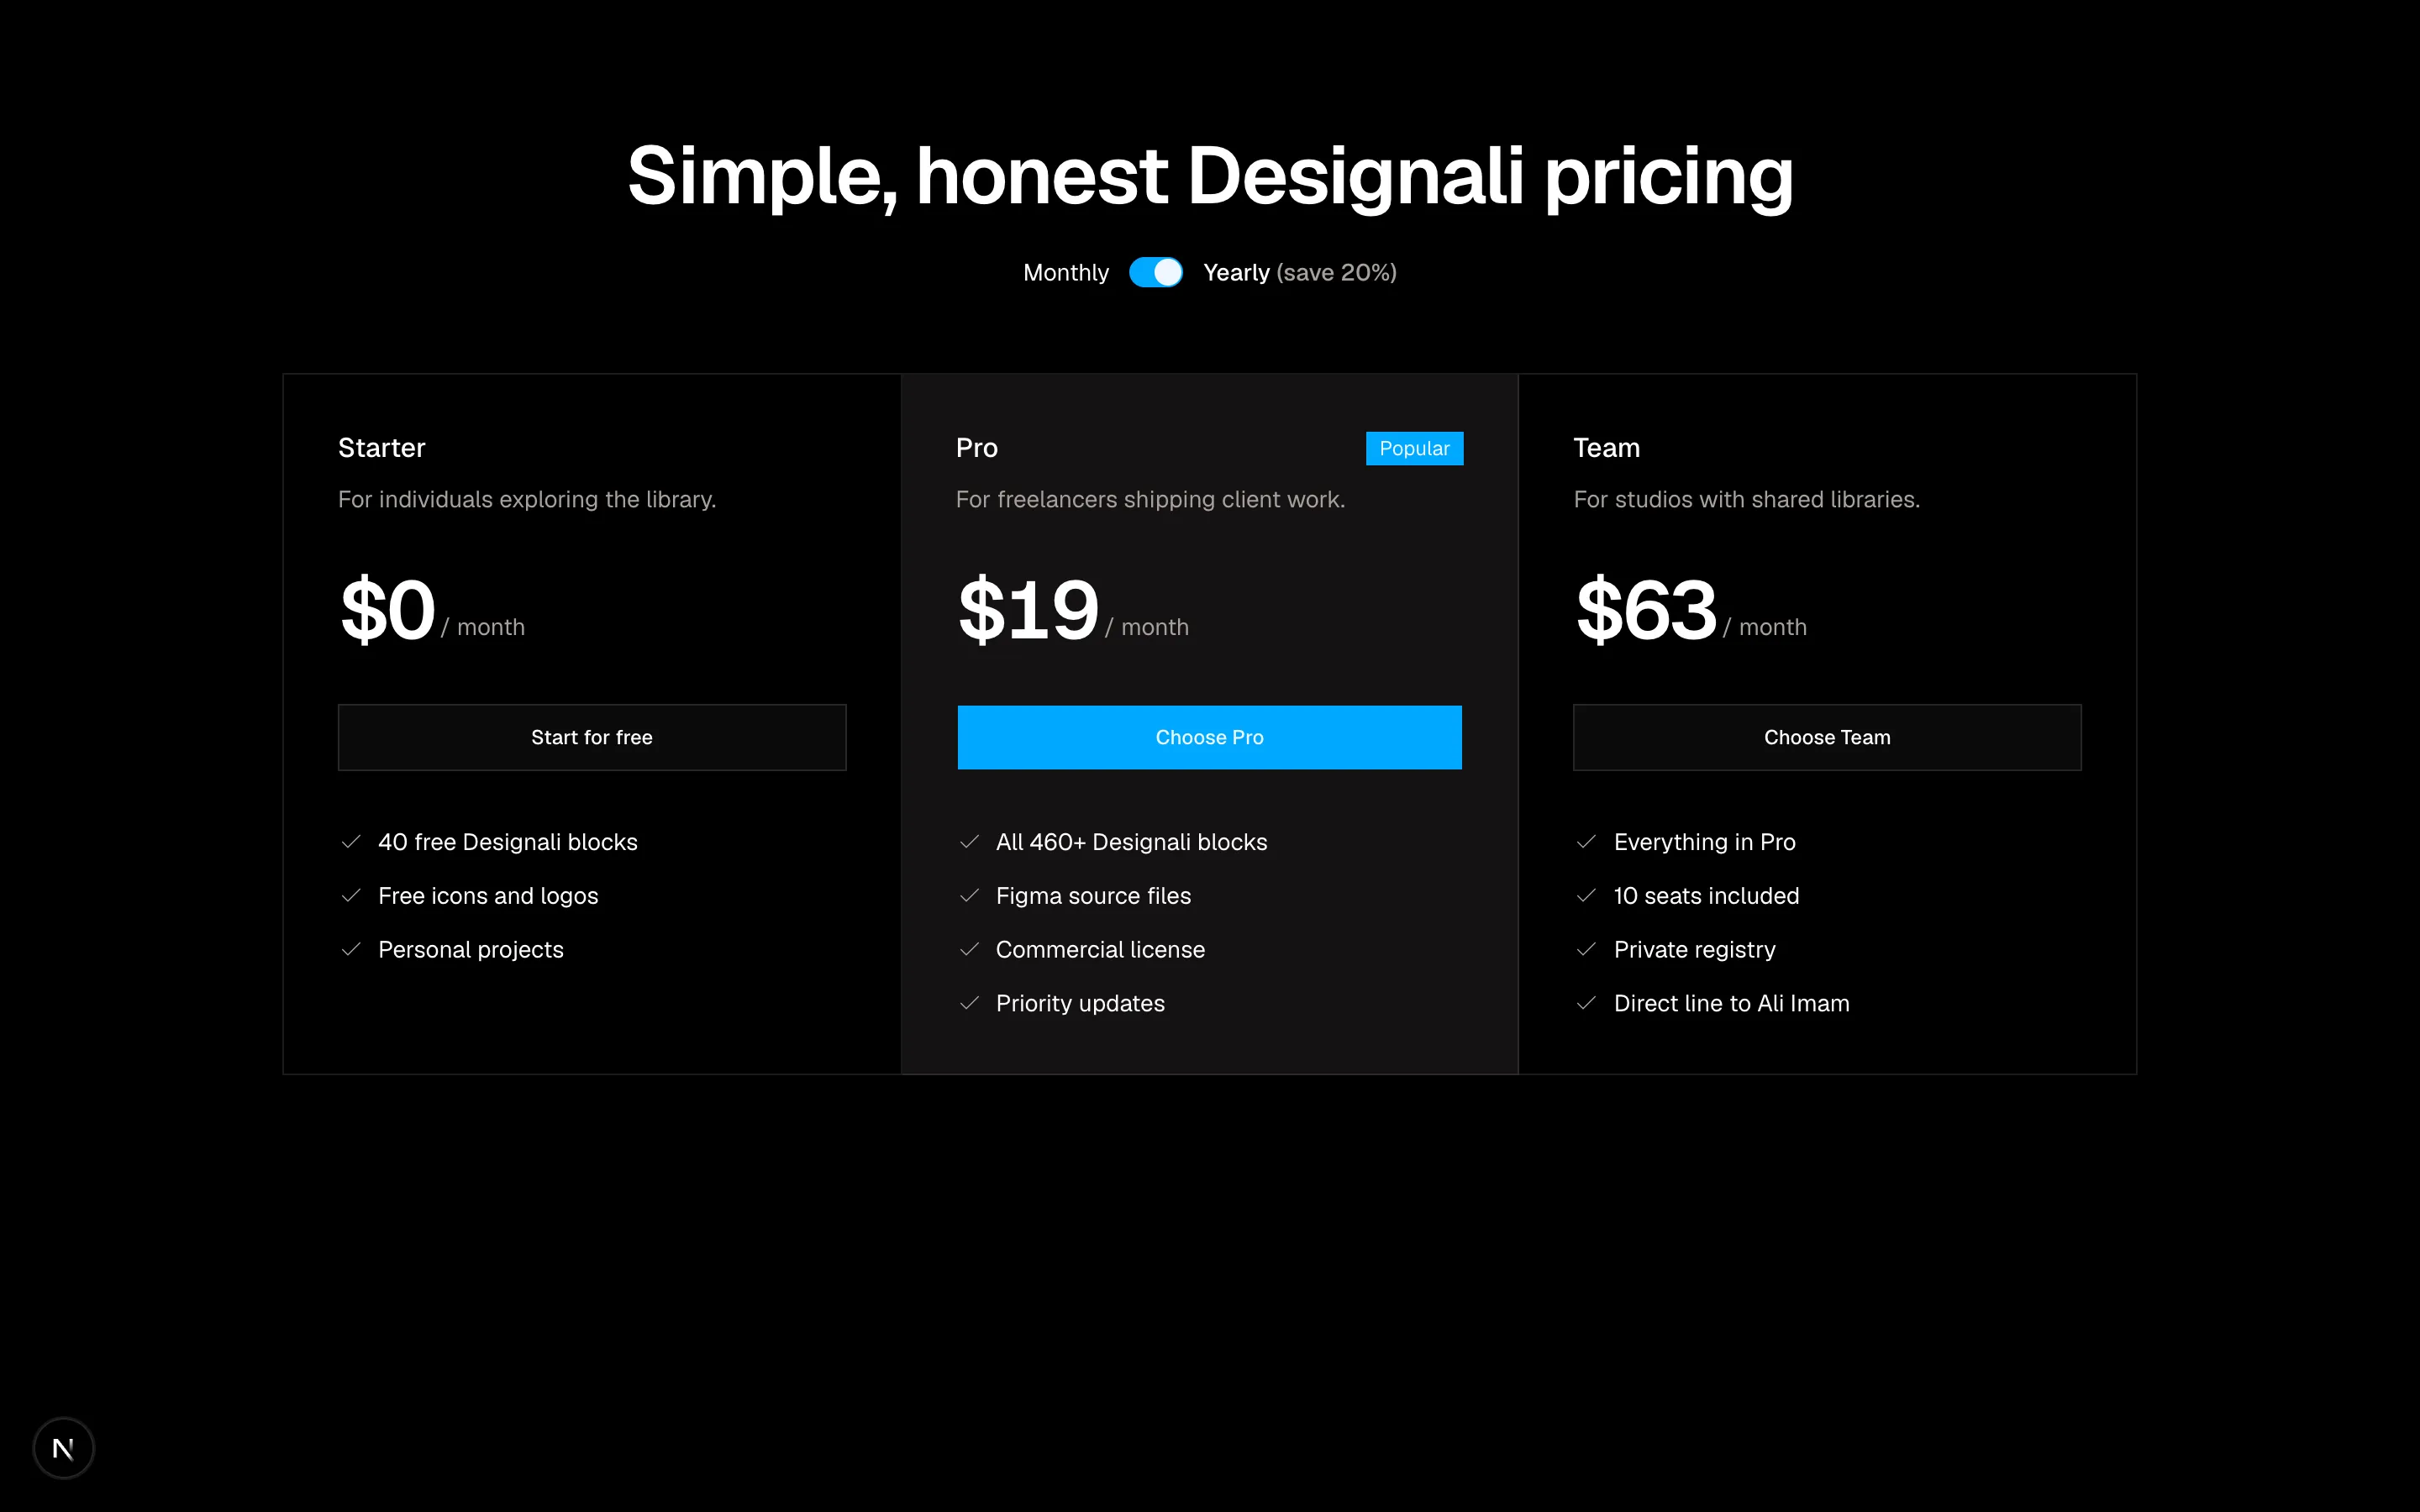 Simple, honest Designali pricing
Monthly Yearly (save 20%)
Starter
For individuals exploring the library.
$0 / month
Start for free
40 free Designali blocks
Free icons and logos
Personal projects
Pro
Popular
For freelancers shipping client work.
$19 / month
Choose Pro
All 460+ Designali blocks
Figma source files
Commercial license
Priority updates
Team
For studios with shared libraries.
$63 / month
Choose Team
Everything in Pro
10 seats included
Private registry
Direct line to Ali Imam
N